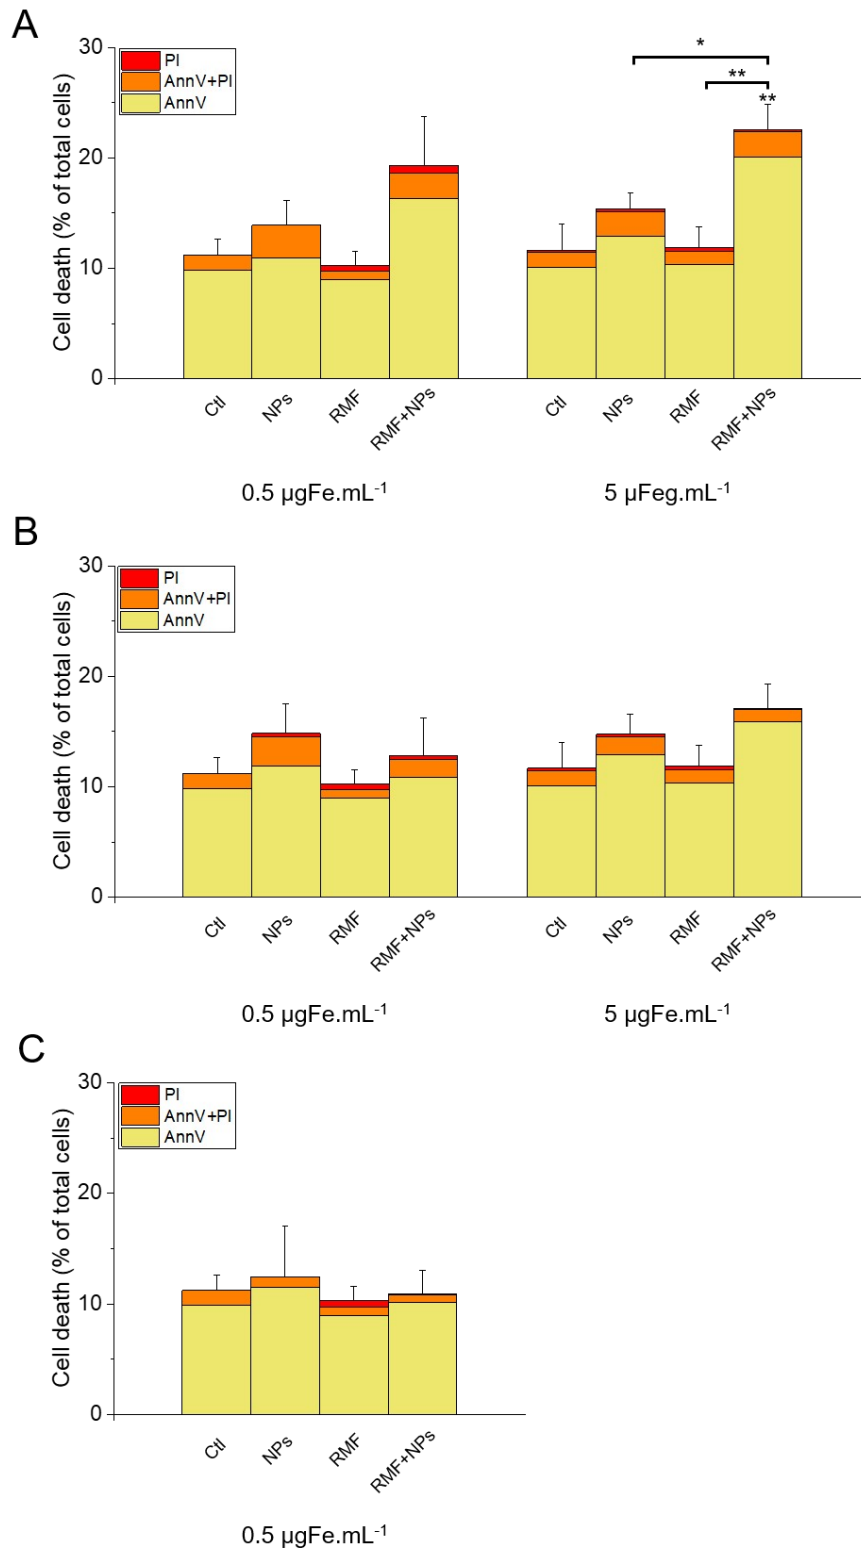 A
Cell death (% of total cells)
30
20
10
0
PI
AnnV+PI
AnnV
*
**
**
Ctl
NPs
RMF
RMF+NPs
Ctl
NPs
RMF
RMF+NPs
0.5 µgFe.mL⁻¹
5 µFeg.mL⁻¹
B
Cell death (% of total cells)
30
20
10
0
PI
AnnV+PI
AnnV
Ctl
NPs
RMF
RMF+NPs
Ctl
NPs
RMF
RMF+NPs
0.5 µgFe.mL⁻¹
5 µgFe.mL⁻¹
C
Cell death (% of total cells)
30
20
10
0
PI
AnnV+PI
AnnV
Ctl
NPs
RMF
RMF+NPs
0.5 µgFe.mL⁻¹